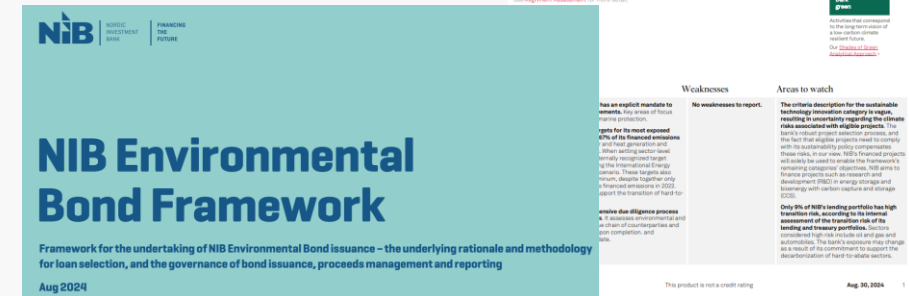 NIB
NORDIC
INVESTMENT
BANK
FINANCING
THE
FUTURE
NIB Environmental
Bond Framework
Framework for the undertaking of NIB Environmental Bond issuance – the underlying rationale and methodology
for loan selection, and the governance of bond issuance, proceeds management and reporting
Aug 2024
green
Activities that correspond
to the long-term vision of
a low-carbon climate
resilient future.
Our Shades of Green
Analytical Approach >
Weaknesses
Areas to watch
has an explicit mandate to
ements. Key areas of focus
marine protection.
rgets for its most exposed
67% of its financed emissions
r and heat generation and
. When setting sector-level
ternally recognized target
ng the International Energy
cenario. These targets also
minum, despite together only
s financed emissions in 2022.
upport the transition of hard-to-
ensive due diligence process
s. It assesses environmental and
ue chain of counterparties and
pon completion, and
No weaknesses to report.
The criteria description for the sustainable
technology innovation category is vague,
resulting in uncertainty regarding the climate
risks associated with eligible projects. The
bank's robust project selection process, and
the fact that eligible projects need to comply
with its sustainability policy compensates
these risks, in our view. NIB's financed projects
will solely be used to enable the framework's
remaining categories' objectives. NIB aims to
finance projects such as research and
development (R&D) in energy storage and
bioenergy with carbon capture and storage
(CCS).
Only 9% of NIB's lending portfolio has high
transition risk, according to its internal
assessment of the transition risk of its
lending and treasury portfolios. Sectors
considered high risk include oil and gas and
automobiles. The bank's exposure may change
as a result of its commitment to support the
decarbonization of hard-to-abate sectors.
This product is not a credit rating
Aug. 30, 2024
1